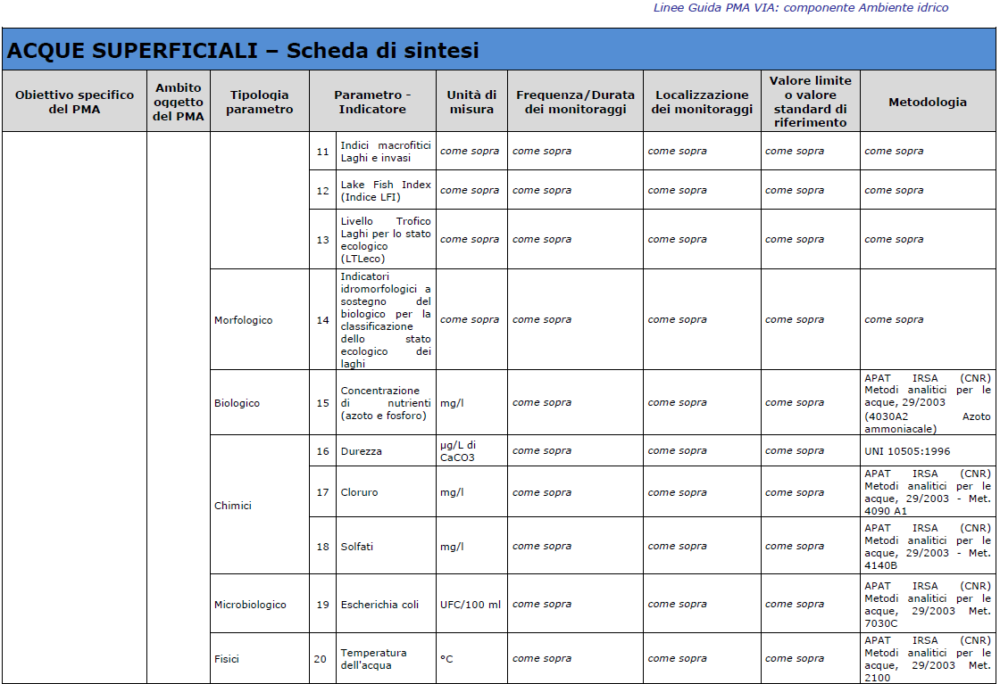 Linee Guida PMA VIA: componente Ambiente idrico
ACQUE SUPERFICIALI – Scheda di sintesi
Obiettivo specifico
del PMA
Ambito
oggetto
del PMA
Tipologia
parametro
Parametro -
Indicatore
Unità di
misura
Frequenza/Durata
dei monitoraggi
Localizzazione
dei monitoraggi
Valore limite
o valore
standard di
riferimento
Metodologia
11
Indici macrofitici
Laghi e invasi
come sopra
come sopra
come sopra
come sopra
come sopra
12
Lake Fish Index
(Indice LFI)
come sopra
come sopra
come sopra
come sopra
come sopra
13
Livello Trofico
Laghi per lo stato
ecologico
(LTLeco)
come sopra
come sopra
come sopra
come sopra
come sopra
Morfologico
14
Indicatori
idromorfologici a
sostegno del
biologico per la
classificazione
dello stato
ecologico dei
laghi
come sopra
come sopra
come sopra
come sopra
come sopra
Biologico
15
Concentrazione
di nutrienti
(azoto e fosforo)
mg/l
come sopra
come sopra
come sopra
APAT IRSA (CNR)
Metodi analitici per le
acque, 29/2003
(4030A2 Azoto
ammoniacale)
Chimici
16
Durezza
µg/L di
CaCO3
come sopra
come sopra
come sopra
UNI 10505:1996
17
Cloruro
mg/l
come sopra
come sopra
come sopra
APAT IRSA (CNR)
Metodi analitici per le
acque, 29/2003 - Met.
4090 A1
18
Solfati
mg/l
come sopra
come sopra
come sopra
APAT IRSA (CNR)
Metodi analitici per le
acque, 29/2003 - Met.
4140B
Microbiologico
19
Escherichia coli
UFC/100 ml
come sopra
come sopra
come sopra
APAT IRSA (CNR)
Metodi analitici per le
acque, 29/2003 Met.
7030C
Fisici
20
Temperatura
dell'acqua
°C
come sopra
come sopra
come sopra
APAT IRSA (CNR)
Metodi analitici per le
acque, 29/2003 Met.
2100